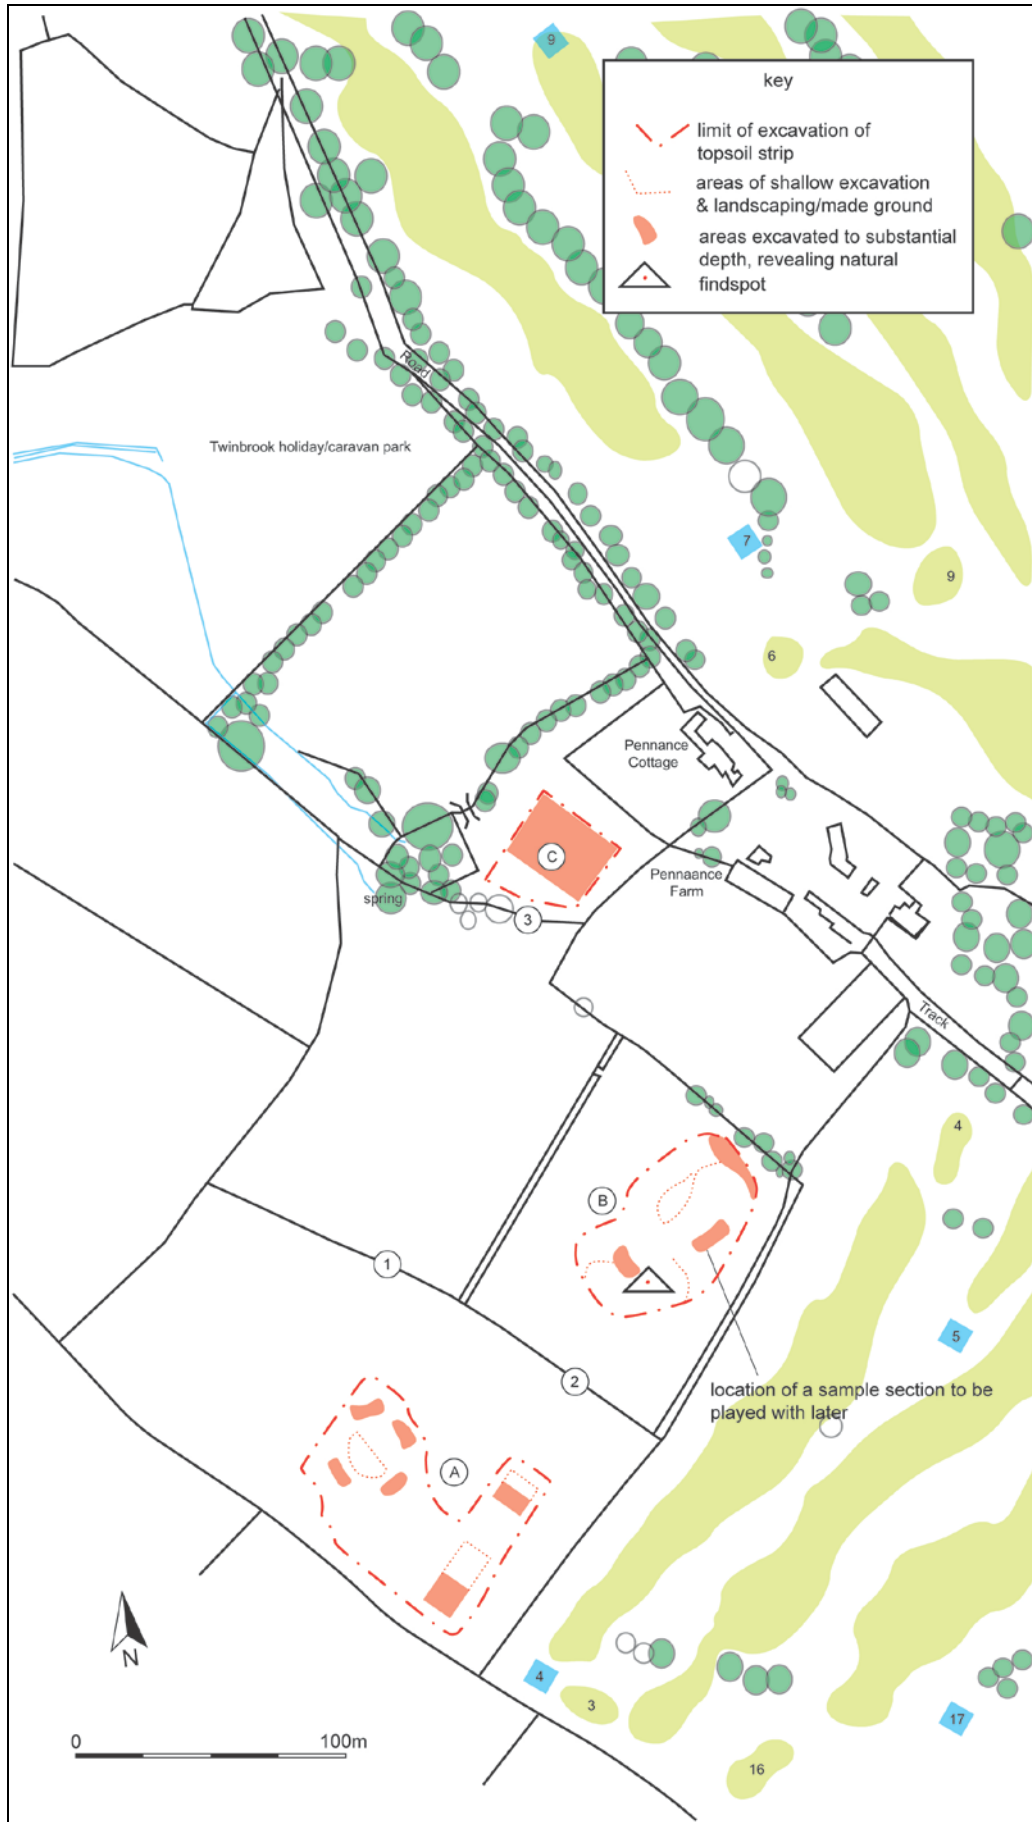 9
key
limit of excavation of
topsoil strip
areas of shallow excavation
& landscaping/made ground
areas excavated to substantial
depth, revealing natural
findspot
Road
Twinbrook holiday/caravan park
7
9
6
Pennance
Cottage
C
Pennaance
Farm
spring
3
Track
4
B
1
5
2
location of a sample section to be
played with later
A
N
4
3
17
0
100m
16